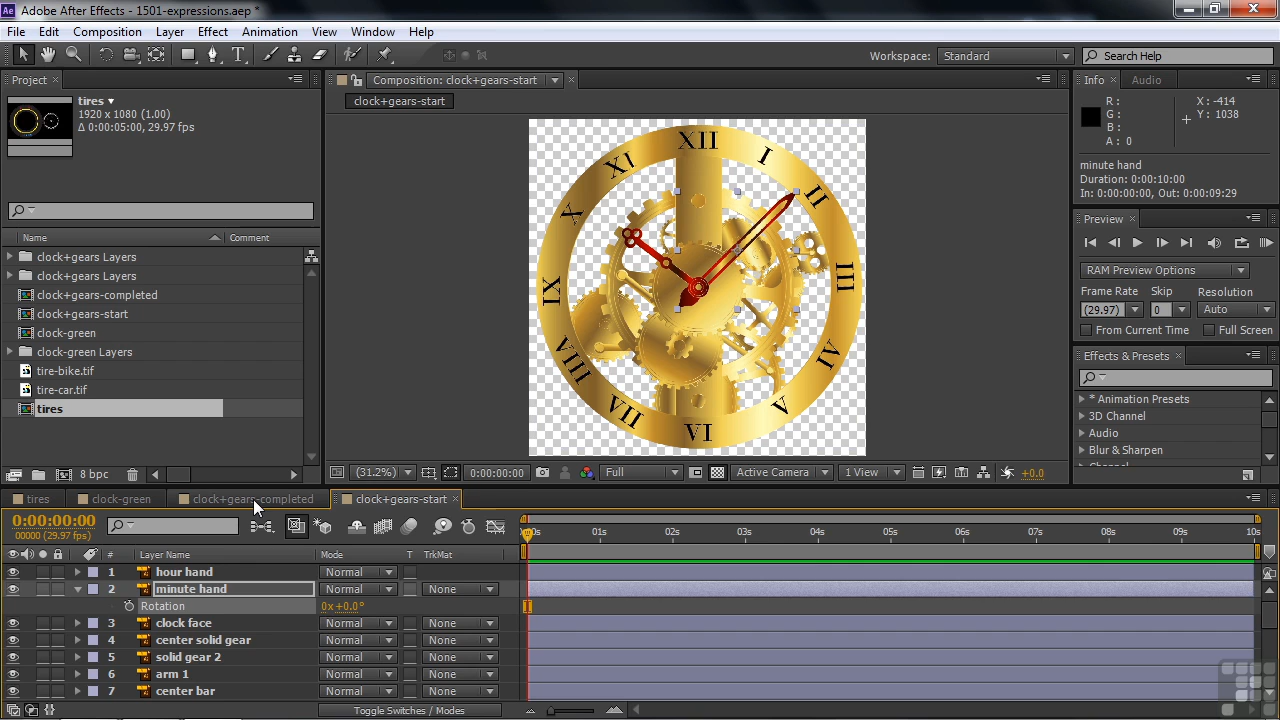 Ae Adobe After Effects - 1501-expressions.aep *
File Edit Composition Layer Effect Animation View Window Help
T Workspace: Standard Search Help
Project
tires
1920 x 1080 (1.00)
Δ 0:00:05:00, 29.97 fps
Name Comment
clock+gears Layers
clock+gears Layers
clock+gears-completed
clock+gears-start
clock-green
clock-green Layers
tire-bike.tif
tire-car.tif
tires
8 bpc
Composition: clock+gears-start
clock+gears-start
XII
I
II
III
IV
V
VI
VII
VIII
IX
X
XI
(31.2%) 0:00:00:00 Full Active Camera 1 View +0.0
Info Audio
R :
G :
B :
A : 0
X : -414
Y : 1038
minute hand
Duration: 0:00:10:00
In: 0:00:00:00, Out: 0:00:09:29
Preview
RAM Preview Options
Frame Rate Skip Resolution
(29.97) 0 Auto
From Current Time Full Screen
Effects & Presets
* Animation Presets
3D Channel
Audio
Blur & Sharpen
tires clock-green clock+gears-completed clock+gears-start
0:00:00:00
00000 (29.97 fps)
01s 02s 03s 04s 05s 06s 07s 08s 09s 10s
# Layer Name Mode T TrkMat
1 hour hand Normal
2 minute hand Normal None
Rotation 0x+0.0°
3 clock face Normal None
4 center solid gear Normal None
5 solid gear 2 Normal None
6 arm 1 Normal None
7 center bar Normal None
Toggle Switches / Modes